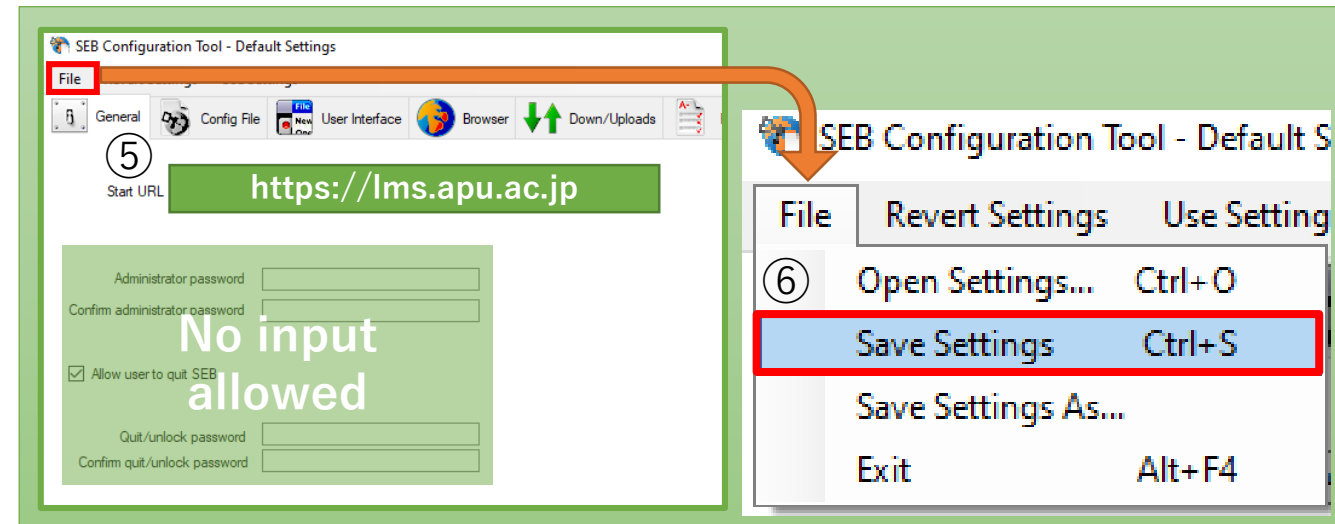 SEB Configuration Tool - Default Settings
File
General
Config File
File
New
User Interface
Browser
Down/Uploads
⑤
Start URL
https://lms.apu.ac.jp
Administrator password
Confirm administrator password
No input
allowed
Allow user to quit SEB
Quit/unlock password
Confirm quit/unlock password
SEB Configuration Tool - Default S
File Revert Settings Use Setting
⑥
Open Settings... Ctrl+O
Save Settings Ctrl+S
Save Settings As...
Exit Alt+F4